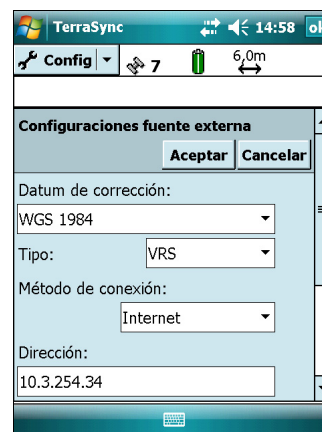 TerraSync 14:58 ok
Config 7 6,0m
Configuraciones fuente externa
Aceptar Cancelar
Datum de corrección:
WGS 1984
Tipo: VRS
Método de conexión:
Internet
Dirección:
10.3.254.34